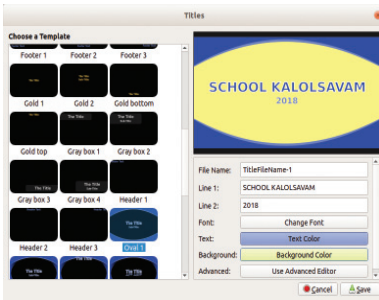 Titles
Choose a Template
Footer 1 Footer 2 Footer 3
Gold 1 Gold 2 Gold bottom
The Title
The Title
Gold top Gray box 1 Gray box 2
The Title
The Title
Gray box 3 Gray box 4 Header 1
The Title
Header 2 Header 3 Oval 1
The Title
The Title
The Title
SCHOOL KALOLSAVAM
2018
File Name: TitleFileName-1
Line 1: SCHOOL KALOLSAVAM
Line 2: 2018
Font: Change Font
Text: Text Color
Background: Background Color
Advanced: Use Advanced Editor
Cancel Save